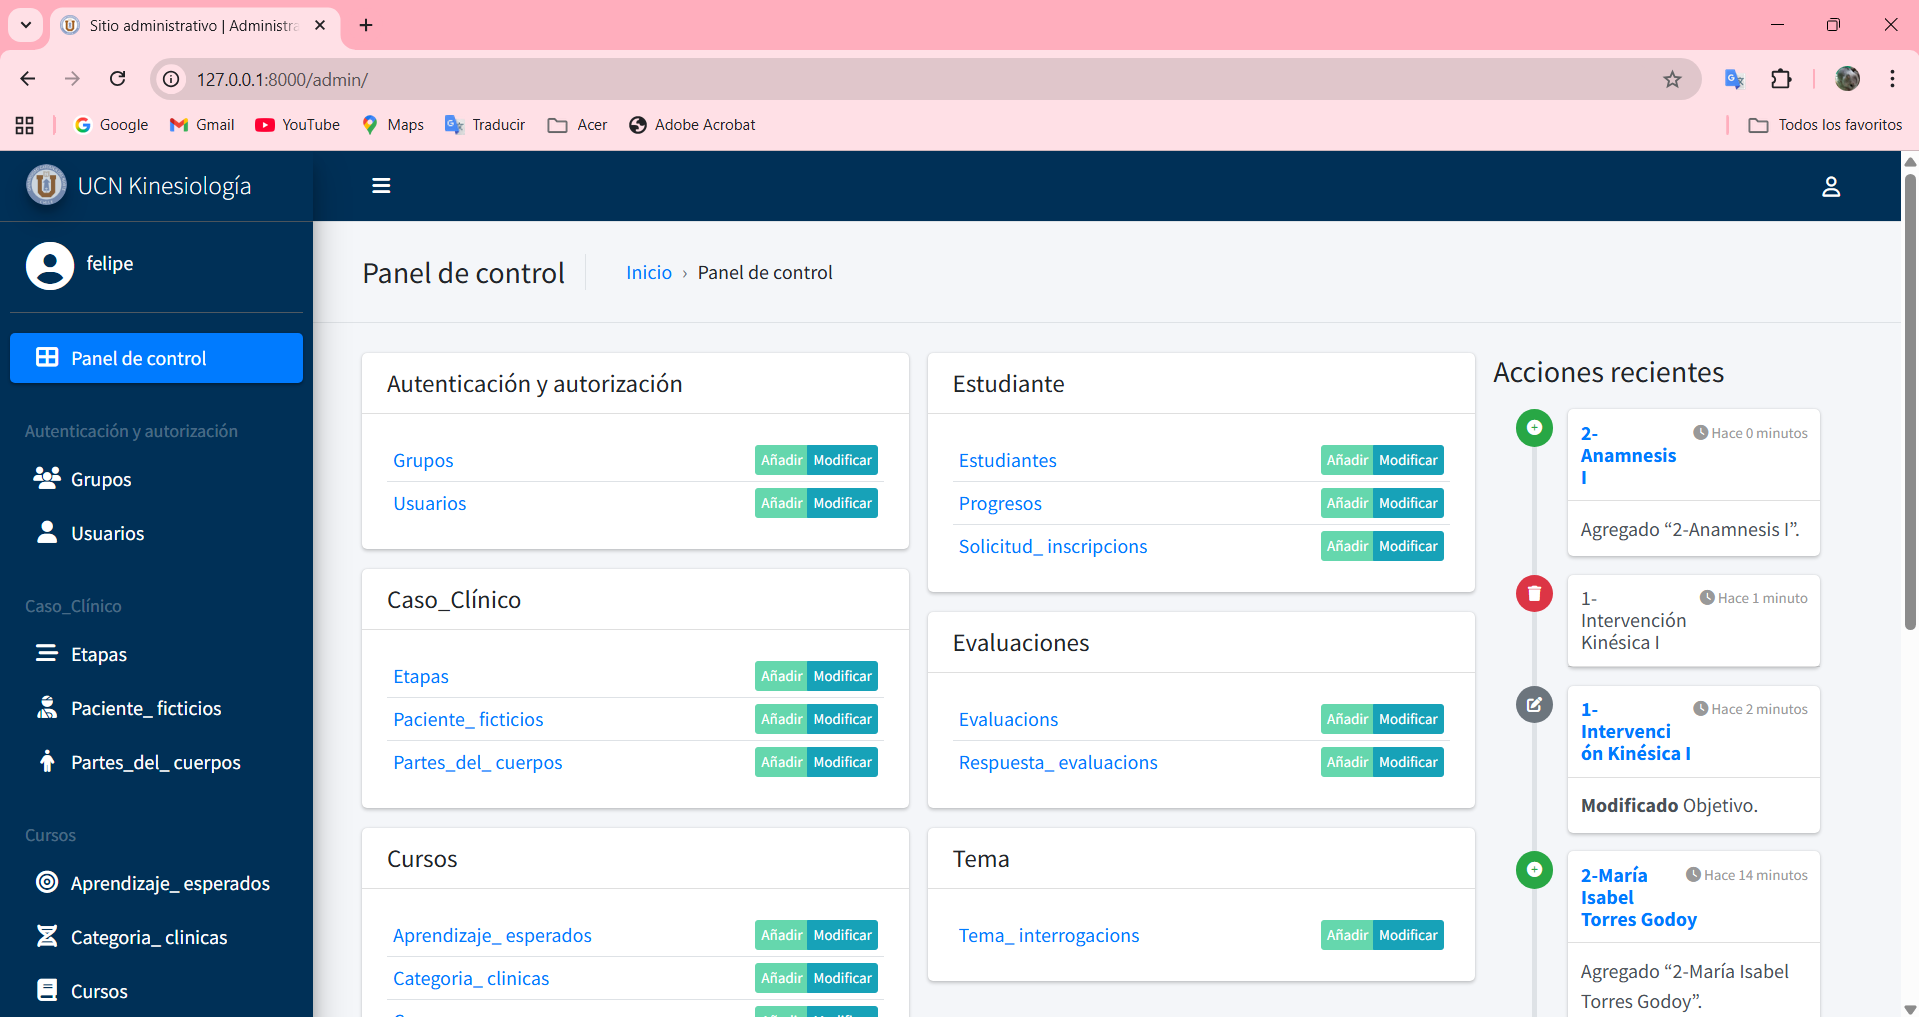 Sitio administrativo | Administra
127.0.0.1:8000/admin/
Google
Gmail
YouTube
Maps
Traducir
Acer
Adobe Acrobat
Todos los favoritos
UCN Kinesiología
felipe
Panel de control
Autenticación y autorización
Grupos
Usuarios
Caso_Clínico
Etapas
Paciente_ ficticios
Partes_del_ cuerpos
Cursos
Aprendizaje_ esperados
Categoria_ clinicas
Cursos
Panel de control
Inicio › Panel de control
Autenticación y autorización
Grupos Añadir Modificar
Usuarios Añadir Modificar
Caso_Clínico
Etapas Añadir Modificar
Paciente_ ficticios Añadir Modificar
Partes_del_ cuerpos Añadir Modificar
Cursos
Aprendizaje_ esperados Añadir Modificar
Categoria_ clinicas Añadir Modificar
Estudiante
Estudiantes Añadir Modificar
Progresos Añadir Modificar
Solicitud_ inscripcions Añadir Modificar
Evaluaciones
Evaluacions Añadir Modificar
Respuesta_ evaluacions Añadir Modificar
Tema
Tema_ interrogacions Añadir Modificar
Acciones recientes
2-
Anamnesis
I
Hace 0 minutos
Agregado “2-Anamnesis I”.
1-
Intervención
Kinésica I
Hace 1 minuto
1-
Intervenci
ón Kinésica I
Hace 2 minutos
Modificado Objetivo.
2-María
Isabel
Torres Godoy
Hace 14 minutos
Agregado “2-María Isabel
Torres Godoy”.